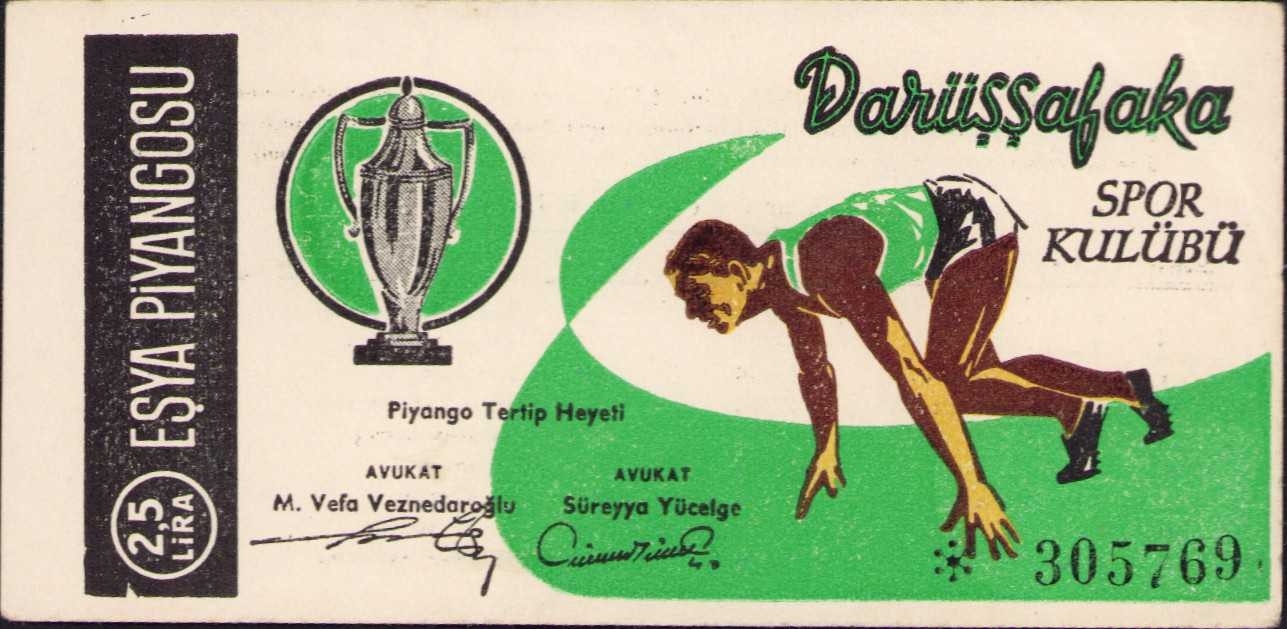 EŞYA PİYANGOSU
2,5
LİRA
Darüşşafaka
SPOR
KULÜBÜ
Piyango Tertip Heyeti
AVUKAT
M. Vefa Veznedaroğlu
AVUKAT
Süreyya Yücelge
305769